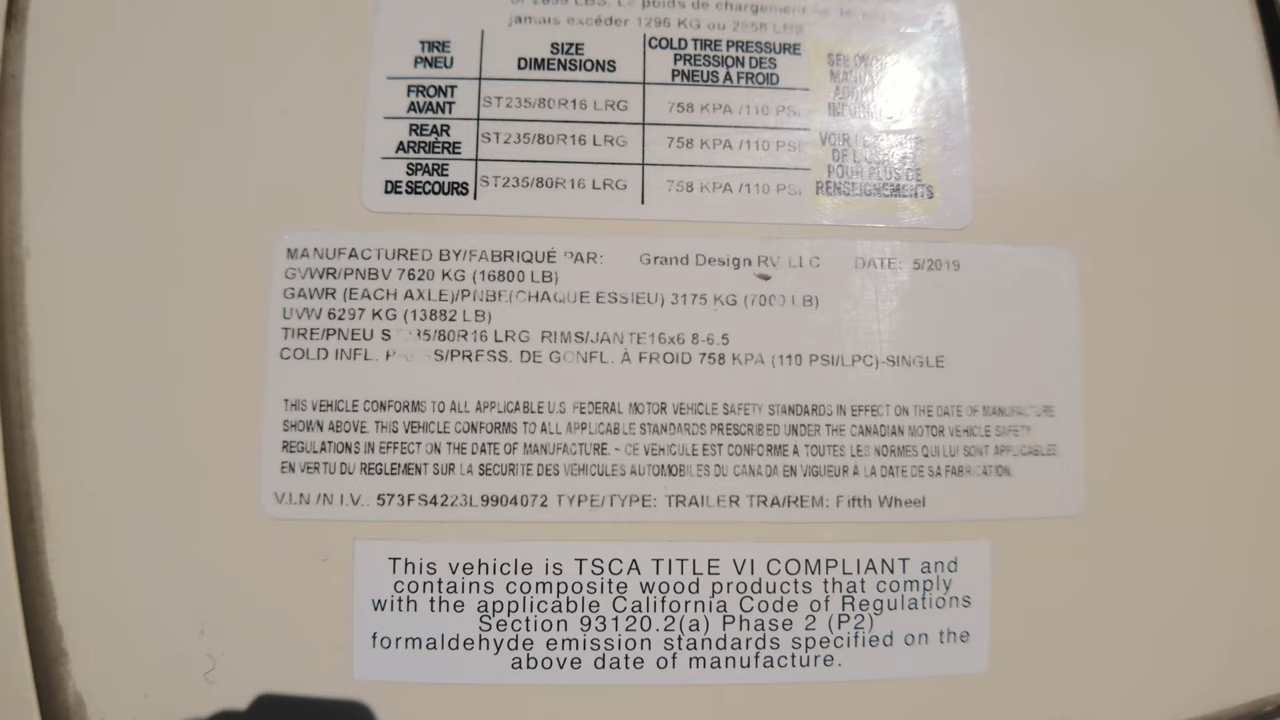 jamais excéder 1296 KG ou 2858 LBS
TIRE PNEU SIZE DIMENSIONS COLD TIRE PRESSURE PRESSION DES PNEUS À FROID
FRONT AVANT ST235/80R16 LRG 758 KPA /110 PSI
REAR ARRIÈRE ST235/80R16 LRG 758 KPA /110 PSI
SPARE DE SECOURS ST235/80R16 LRG 758 KPA /110 PSI
SEE
VOIR
POUR PLUS DE
RENSEIGNEMENTS
MANUFACTURED BY/FABRIQUÉ PAR: Grand Design RV, LLC DATE: 5/2019
GVWR/PNBV 7620 KG (16800 LB)
GAWR (EACH AXLE)/PNBE(CHAQUE ESSIEU) 3175 KG (7000 LB)
UVW 6297 KG (13882 LB)
TIRE/PNEU S 35/80R16 LRG RIMS/JANTE16x6 8-6.5
COLD INFL. S/PRESS. DE GONFL. À FROID 758 KPA (110 PSI/LPC)-SINGLE
THIS VEHICLE CONFORMS TO ALL APPLICABLE U.S FEDERAL MOTOR VEHICLE SAFETY STANDARDS IN EFFECT ON THE DATE OF MANUFACTURE
SHOWN ABOVE. THIS VEHICLE CONFORMS TO ALL APPLICABLE STANDARDS PRESCRIBED UNDER THE CANADIAN MOTOR VEHICLE SAFETY
REGULATIONS IN EFFECT ON THE DATE OF MANUFACTURE. - CE VEHICULE EST CONFORME A TOUTES LES NORMES QUI LUI SONT APPLICABLES
EN VERTU DU REGLEMENT SUR LA SECURITE DES VÉHICULES AUTOMOBILES DU CANADA EN VIGUEUR À LA DATE DE SA FABRICATION.
V.I.N./N.I.V.: 573FS4223L9904072 TYPE/TYPE: TRAILER TRA/REM: Fifth Wheel
This vehicle is TSCA TITLE VI COMPLIANT and
contains composite wood products that comply
with the applicable California Code of Regulations
Section 93120.2(a) Phase 2 (P2)
formaldehyde emission standards specified on the
above date of manufacture.